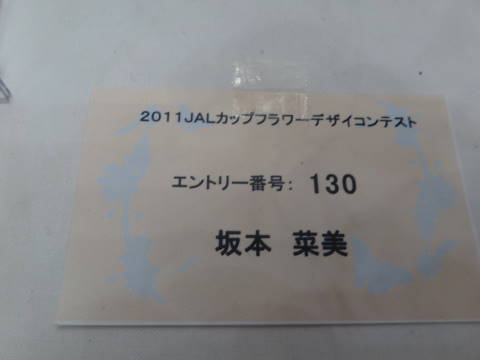 2011JALカップフラワーデザイコンテスト
エントリー番号: 130
坂本 菜美